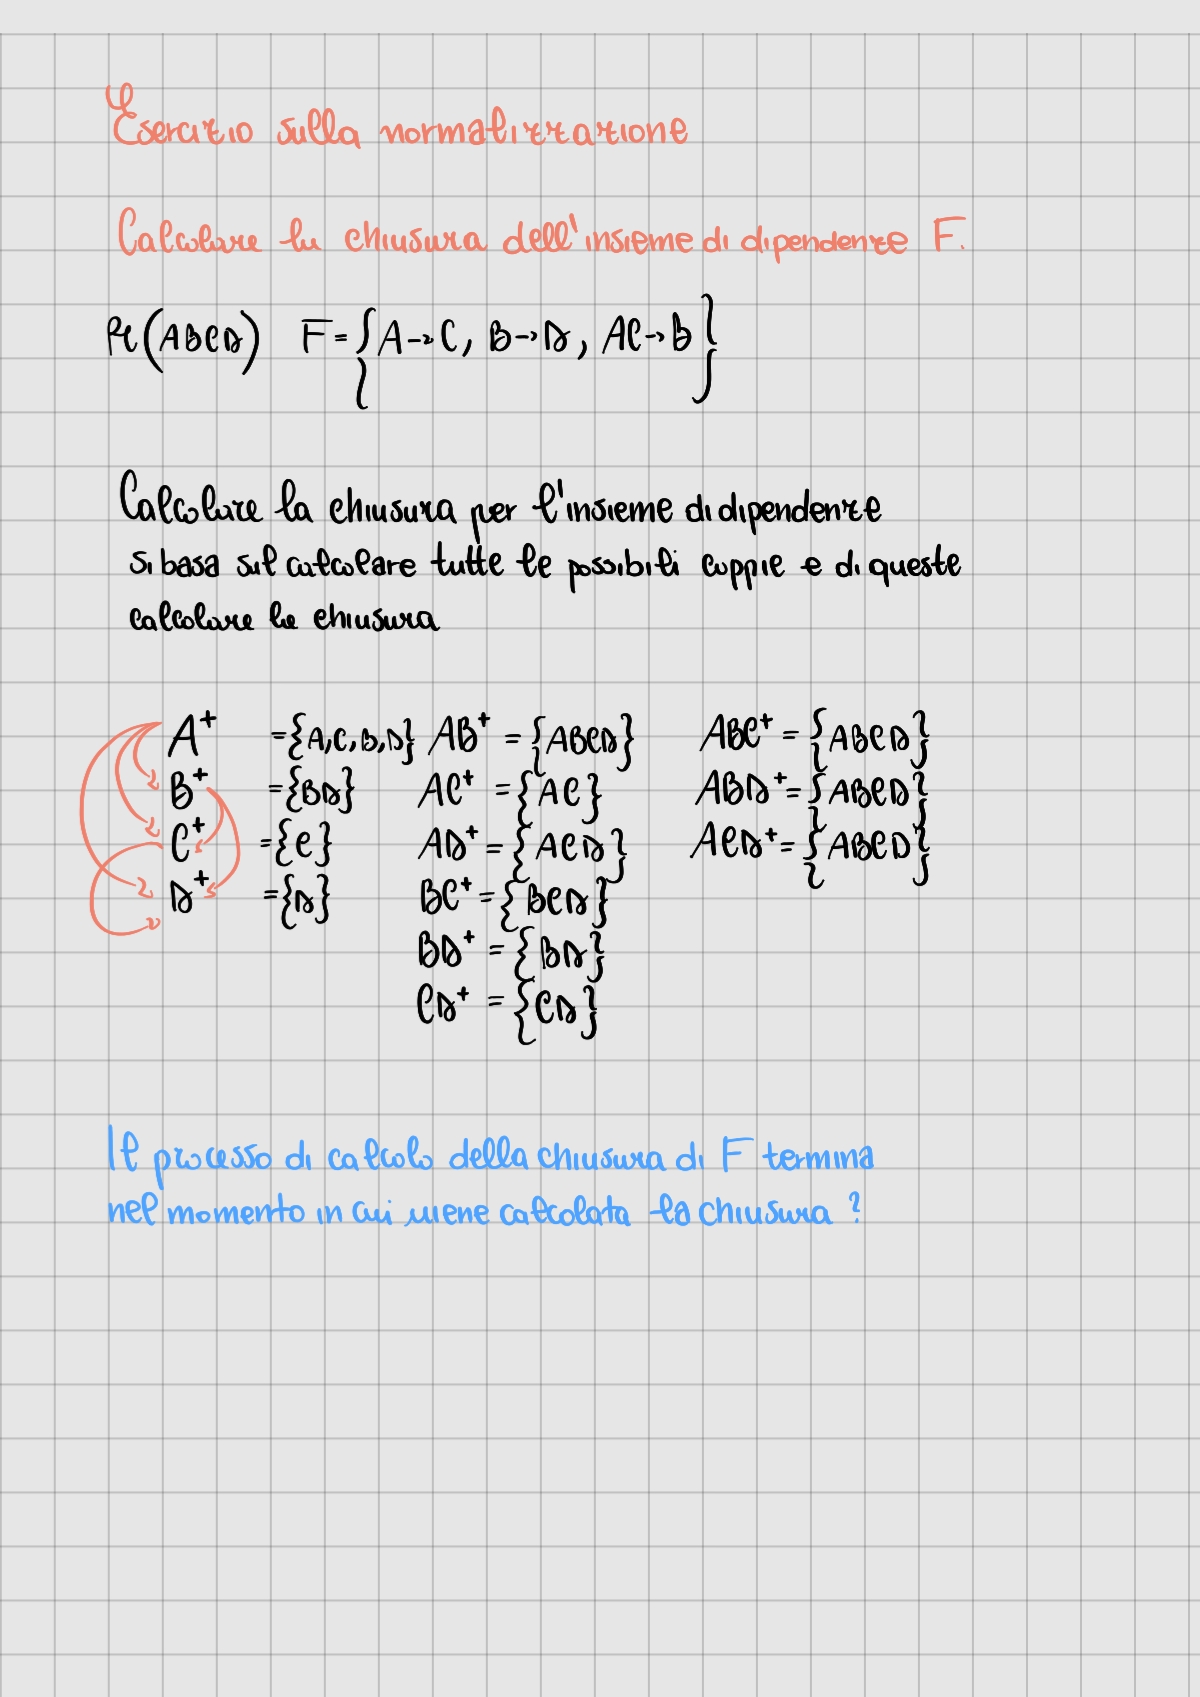 Esercizio sulla normalizzazione
Calcolare la chiusura dell'insieme di dipendenze F.
R(ABCD) F={A→C, B→D, AC→B}
Calcolare la chiusura per l'insieme di dipendenze
si basa sul calcolare tutte le possibili coppie e di queste
calcolare la chiusura
A+ ={A,C,B,D} AB+ = {ABCD} ABC+ = {ABCD}
B+ ={BD} AC+ = {AC} ABD+= {ABCD}
C+ ={C} AD+ = {ACD} ACD+= {ABCD}
D+ ={D} BC+ = {BCD}
BD+ = {BD}
CD+ = {CD}
Il processo di calcolo della chiusura di F termina
nel momento in cui viene calcolata la chiusura ?